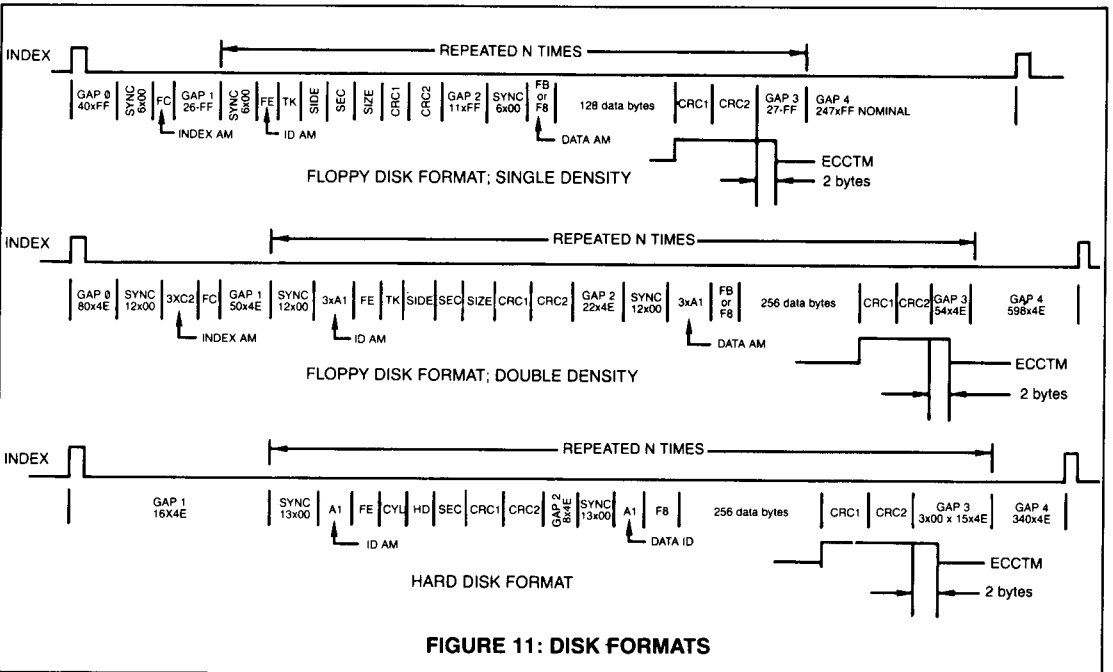 INDEX
REPEATED N TIMES
GAP 0 40xFF
SYNC 6x00
FC
GAP 1 26-FF
SYNC 6x00
FE
TK
SIDE
SEC
SIZE
CRC1
CRC2
GAP 2 11xFF
SYNC 6x00
FB or F8
128 data bytes
CRC1
CRC2
GAP 3 27-FF
GAP 4 247xFF NOMINAL
INDEX AM
ID AM
DATA AM
ECCTM
2 bytes
FLOPPY DISK FORMAT; SINGLE DENSITY
INDEX
REPEATED N TIMES
GAP 0 80x4E
SYNC 12x00
3XC2
FC
GAP 1 50x4E
SYNC 12x00
3xA1
FE
TK
SIDE
SEC
SIZE
CRC1
CRC2
GAP 2 22x4E
SYNC 12x00
3xA1
FB or F8
256 data bytes
CRC1
CRC2
GAP 3 54x4E
GAP 4 598x4E
INDEX AM
ID AM
DATA AM
ECCTM
2 bytes
FLOPPY DISK FORMAT; DOUBLE DENSITY
INDEX
REPEATED N TIMES
GAP 1 16X4E
SYNC 13x00
A1
FE
CYL
HD
SEC
CRC1
CRC2
GAP 2 8x4E
SYNC 13x00
A1
F8
256 data bytes
CRC1
CRC2
GAP 3 3x00 x 15x4E
GAP 4 340x4E
ID AM
DATA ID
ECCTM
2 bytes
HARD DISK FORMAT
FIGURE 11: DISK FORMATS